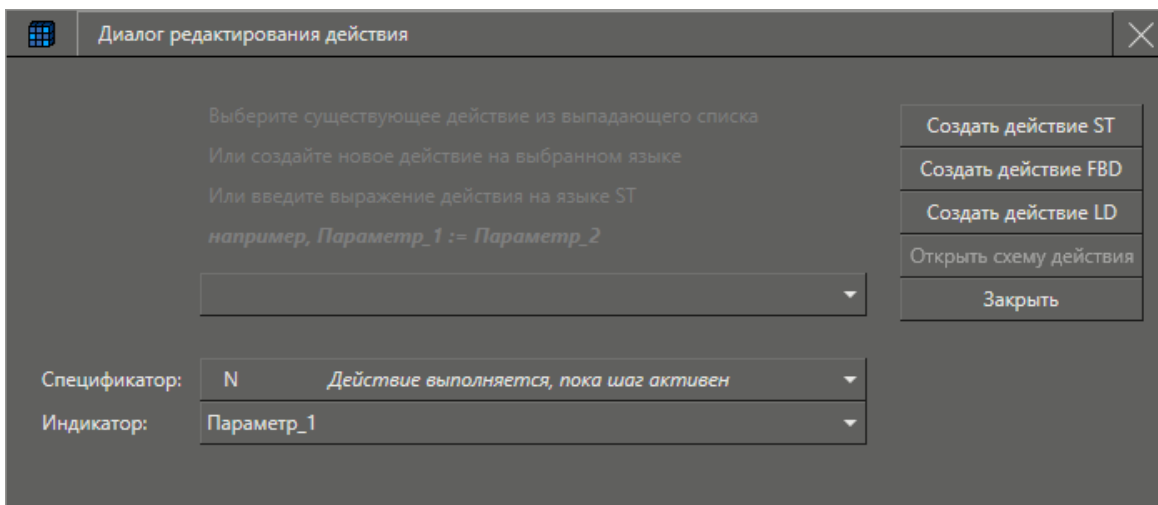 Диалог редактирования действия
Выберите существующее действие из выпадающего списка
Или создайте новое действие на выбранном языке
Или введите выражение действия на языке ST
например, Параметр_1 := Параметр_2
Создать действие ST
Создать действие FBD
Создать действие LD
Открыть схему действия
Закрыть
Спецификатор: N Действие выполняется, пока шаг активен
Индикатор: Параметр_1